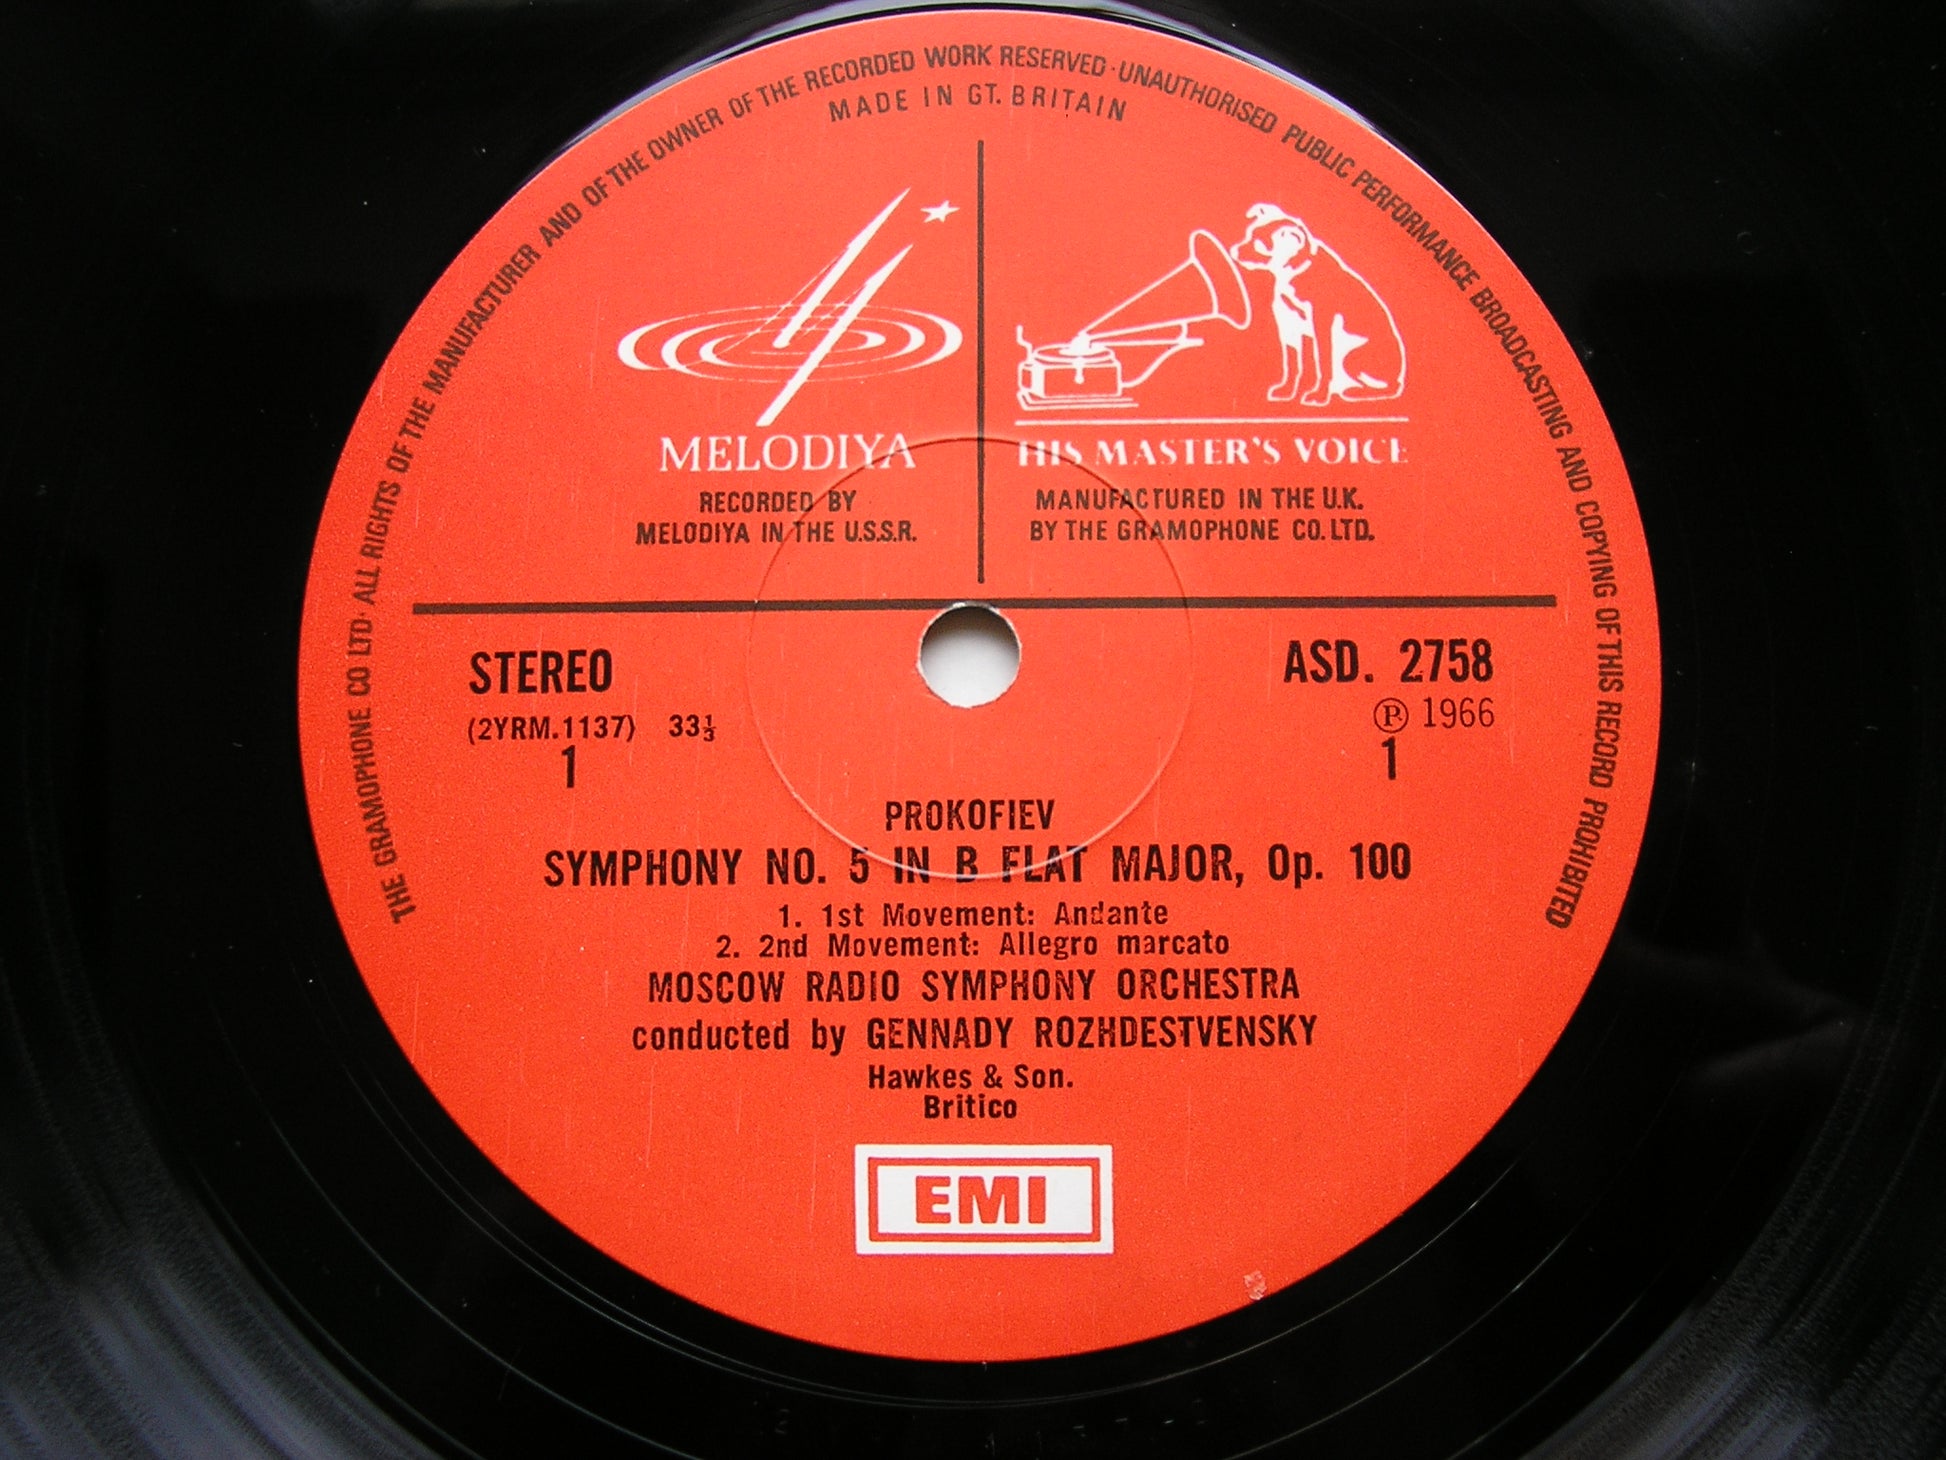 THE GRAMOPHONE CO LTD · ALL RIGHTS OF THE MANUFACTURER AND OF THE OWNER OF THE RECORDED WORK RESERVED · UNAUTHORISED PUBLIC PERFORMANCE BROADCASTING AND COPYING OF THIS RECORD PROHIBITED
MADE IN GT. BRITAIN
MELODIYA
RECORDED BY
MELODIYA IN THE U.S.S.R.
HIS MASTER'S VOICE
MANUFACTURED IN THE U.K.
BY THE GRAMOPHONE CO. LTD.
STEREO
(2YRM.1137) 33⅓
1
ASD. 2758
Ⓟ 1966
1
PROKOFIEV
SYMPHONY NO. 5 IN B FLAT MAJOR, Op. 100
1. 1st Movement: Andante
2. 2nd Movement: Allegro marcato
MOSCOW RADIO SYMPHONY ORCHESTRA
conducted by GENNADY ROZHDESTVENSKY
Hawkes & Son.
Britico
EMI